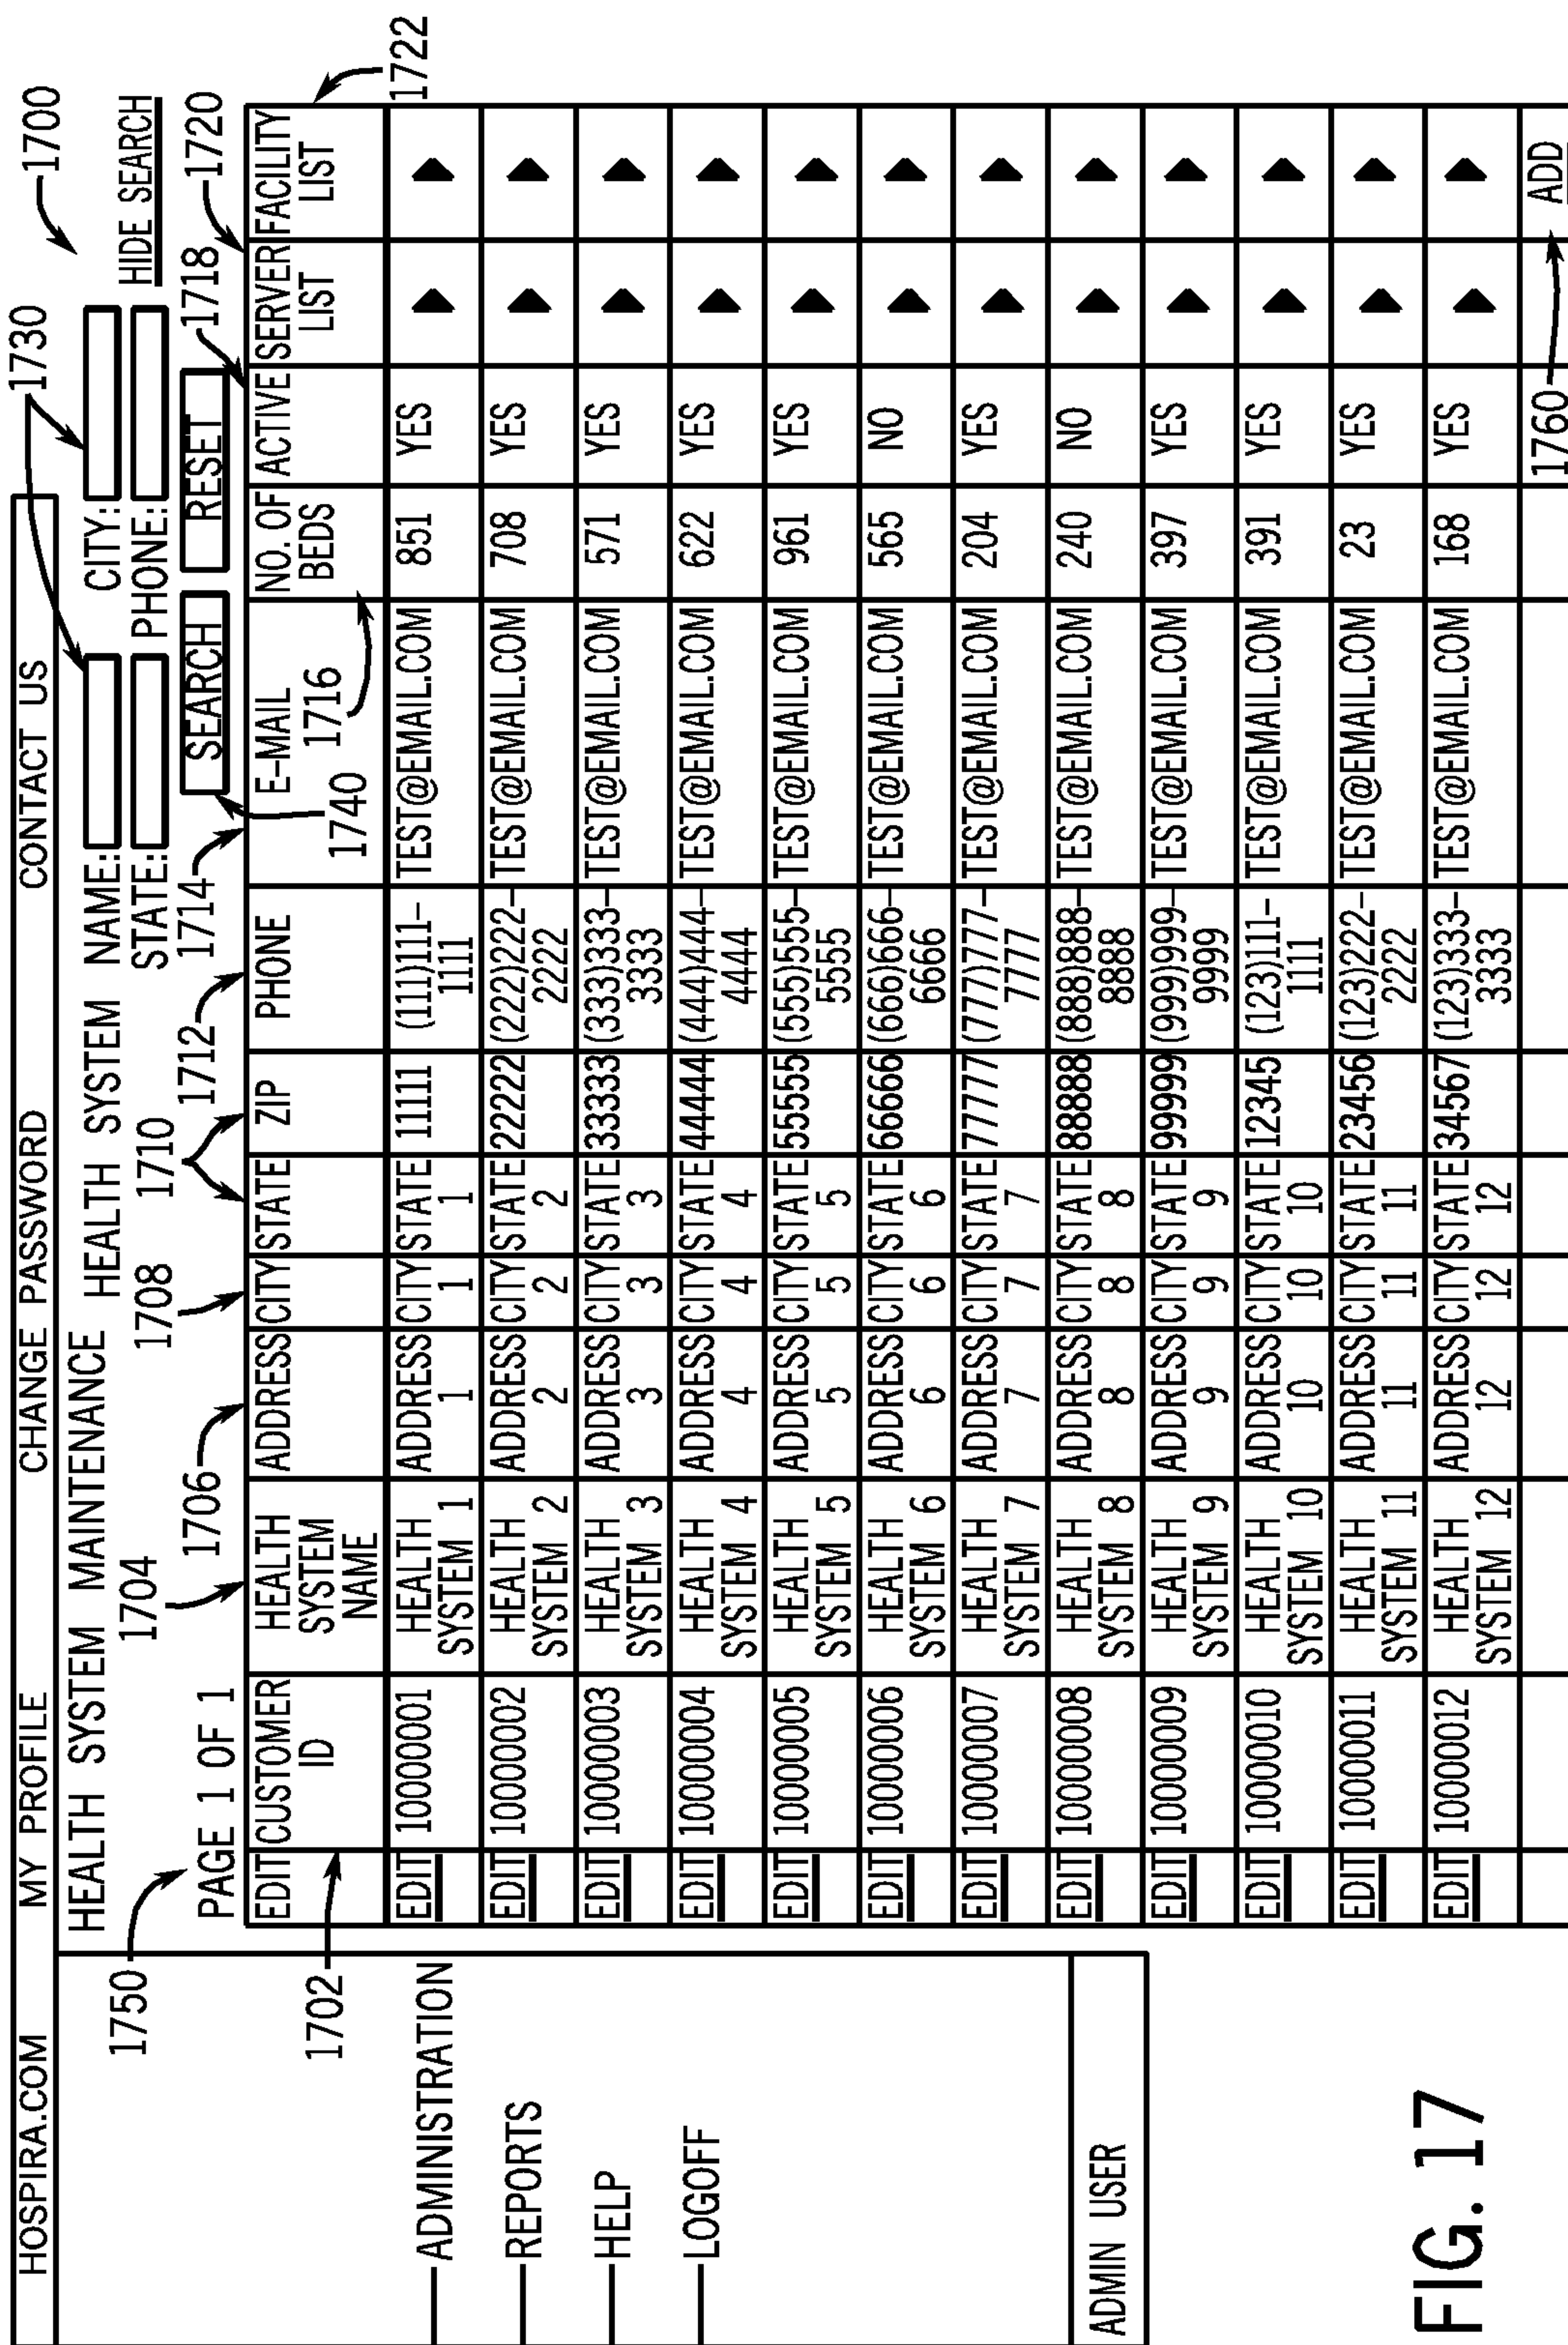 HOSPIRA.COM MY PROFILE CHANGE PASSWORD CONTACT US
HEALTH SYSTEM MAINTENANCE
1700
1730
HEALTH SYSTEM NAME: CITY:
STATE: PHONE: HIDE SEARCH
SEARCH RESET
1750
PAGE 1 OF 1
1702
1704
1706
1708
1710
1712
1714
1740
1716
1718
1720
1722
EDIT CUSTOMER ID HEALTH SYSTEM NAME ADDRESS CITY STATE ZIP PHONE E-MAIL NO. OF BEDS ACTIVE SERVER LIST FACILITY LIST
EDIT 10000001 HEALTH SYSTEM 1 ADDRESS 1 CITY 1 STATE 1 11111 (111)111-1111 TEST@EMAIL.COM 851 YES
EDIT 10000002 HEALTH SYSTEM 2 ADDRESS 2 CITY 2 STATE 2 22222 (222)222-2222 TEST@EMAIL.COM 708 YES
EDIT 10000003 HEALTH SYSTEM 3 ADDRESS 3 CITY 3 STATE 3 33333 (333)333-3333 TEST@EMAIL.COM 571 YES
EDIT 10000004 HEALTH SYSTEM 4 ADDRESS 4 CITY 4 STATE 4 44444 (444)444-4444 TEST@EMAIL.COM 622 YES
EDIT 10000005 HEALTH SYSTEM 5 ADDRESS 5 CITY 5 STATE 5 55555 (555)555-5555 TEST@EMAIL.COM 961 YES
EDIT 10000006 HEALTH SYSTEM 6 ADDRESS 6 CITY 6 STATE 6 66666 (666)666-6666 TEST@EMAIL.COM 565 NO
EDIT 10000007 HEALTH SYSTEM 7 ADDRESS 7 CITY 7 STATE 7 77777 (777)777-7777 TEST@EMAIL.COM 204 YES
EDIT 10000008 HEALTH SYSTEM 8 ADDRESS 8 CITY 8 STATE 8 88888 (888)888-8888 TEST@EMAIL.COM 240 NO
EDIT 10000009 HEALTH SYSTEM 9 ADDRESS 9 CITY 9 STATE 9 99999 (999)999-9999 TEST@EMAIL.COM 397 YES
EDIT 10000010 HEALTH SYSTEM 10 ADDRESS 10 CITY 10 STATE 10 12345 (123)111-1111 TEST@EMAIL.COM 391 YES
EDIT 10000011 HEALTH SYSTEM 11 ADDRESS 11 CITY 11 STATE 11 23456 (123)222-2222 TEST@EMAIL.COM 23 YES
EDIT 10000012 HEALTH SYSTEM 12 ADDRESS 12 CITY 12 STATE 12 34567 (123)333-3333 TEST@EMAIL.COM 168 YES
1760
ADD
ADMINISTRATION
REPORTS
HELP
LOGOFF
ADMIN USER
FIG. 17